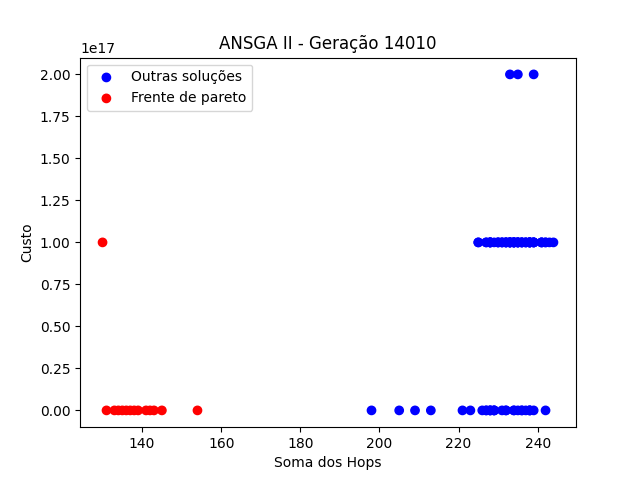 ANSGA II - Geração 14010
1e17
Outras soluções
Frente de pareto
2.00
1.75
1.50
1.25
1.00
0.75
0.50
0.25
0.00
Custo
140
160
180
200
220
240
Soma dos Hops